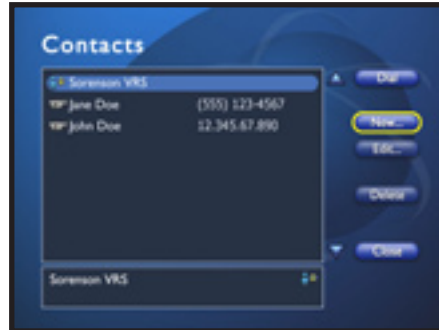 Contacts
Sorenson VRS
Jane Doe (555) 123-4567
John Doe 12.345.67.890
Dial
New...
Edit...
Delete
Close
Sorenson VRS